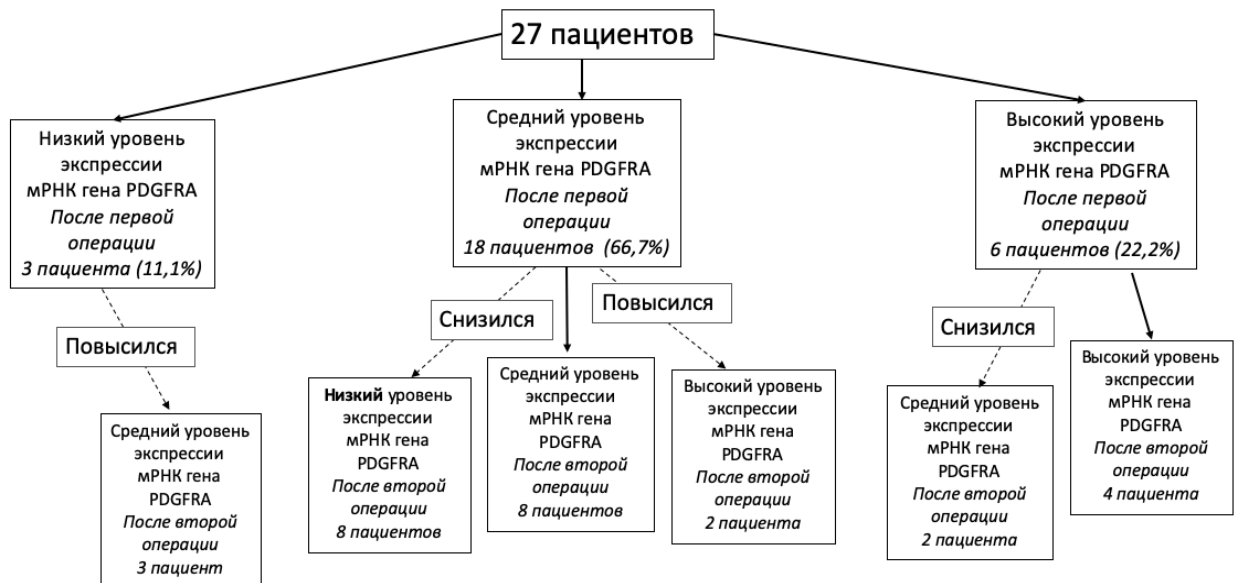 27 пациентов
Низкий уровень
экспрессии
мРНК гена PDGFRA
После первой
операции
3 пациента (11,1%)
Средний уровень
экспрессии
мРНК гена PDGFRA
После первой
операции
18 пациентов (66,7%)
Высокий уровень
экспрессии
мРНК гена PDGFRA
После первой
операции
6 пациентов (22,2%)
Повысился
Снизился
Повысился
Снизился
Средний уровень
экспрессии
мРНК гена
PDGFRA
После второй
операции
3 пациент
Низкий уровень
экспрессии
мРНК гена
PDGFRA
После второй
операции
8 пациентов
Средний уровень
экспрессии
мРНК гена
PDGFRA
После второй
операции
8 пациентов
Высокий уровень
экспрессии
мРНК гена
PDGFRA
После второй
операции
2 пациента
Средний уровень
экспрессии
мРНК гена
PDGFRA
После второй
операции
2 пациента
Высокий уровень
экспрессии
мРНК гена
PDGFRA
После второй
операции
4 пациента